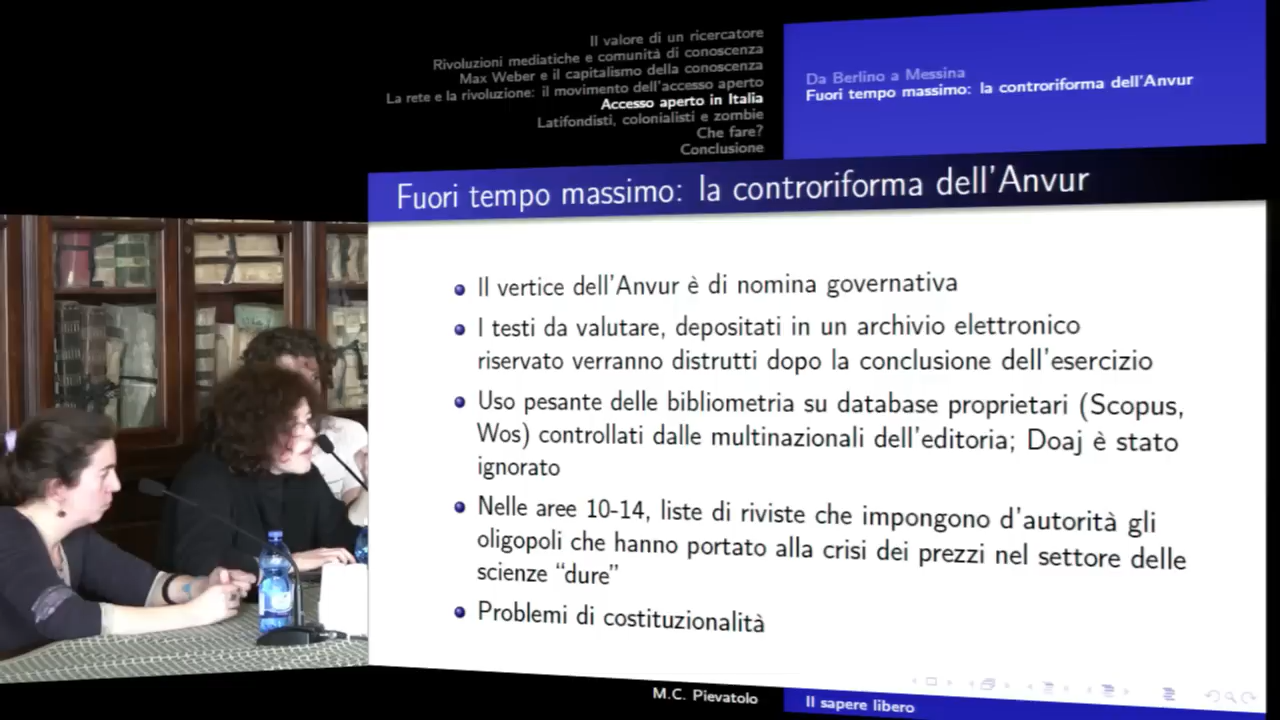 Il valore di un ricercatore
Rivoluzioni mediatiche e comunità di conoscenza
Max Weber e il capitalismo della conoscenza
La rete e la rivoluzione: il movimento dell'accesso aperto
Accesso aperto in Italia
Latifondisti, colonialisti e zombie
Che fare?
Conclusione
Da Berlino a Messina
Fuori tempo massimo: la controriforma dell'Anvur
Fuori tempo massimo: la controriforma dell'Anvur
Il vertice dell'Anvur è di nomina governativa
I testi da valutare, depositati in un archivio elettronico
riservato verranno distrutti dopo la conclusione dell'esercizio
Uso pesante delle bibliometria su database proprietari (Scopus,
Wos) controllati dalle multinazionali dell'editoria; Doaj è stato
ignorato
Nelle aree 10-14, liste di riviste che impongono d'autorità gli
oligopoli che hanno portato alla crisi dei prezzi nel settore delle
scienze “dure”
Problemi di costituzionalità
M.C. Pievatolo
Il sapere libero